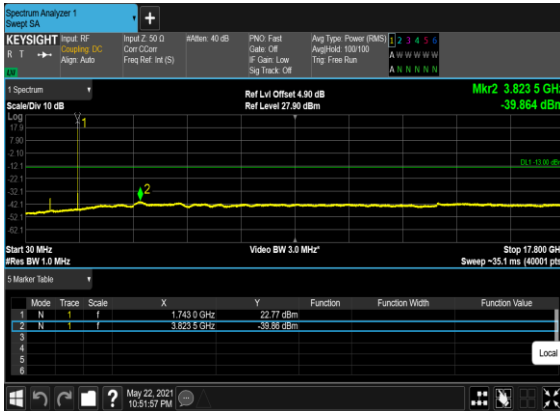 Spectrum Analyzer 1
Swept SA
+
KEYSIGHT
R T
Input: RF
Coupling: DC
Align: Auto
Input Z: 50 Ω
Corr CCorr
Freq Ref: Int (S)
#Atten: 40 dB
PNO: Fast
Gate: Off
IF Gain: Low
Sig Track: Off
Avg Type: Power (RMS)
Avg|Hold: 100/100
Trig: Free Run
1 2 3 4 5 6
A W W W W W
A N N N N N
1 Spectrum
Scale/Div 10 dB
Ref Lvl Offset 4.90 dB
Ref Level 27.90 dBm
Mkr2 3.823 5 GHz
-39.864 dBm
Log
17.9
7.90
-2.10
-12.1
-22.1
-32.1
-42.1
-52.1
-62.1
1
2
DL1 -13.00 dBm
Start 30 MHz
#Res BW 1.0 MHz
Video BW 3.0 MHz*
Stop 17.800 GHz
Sweep ~35.1 ms (40001 pts)
5 Marker Table
Mode Trace Scale X Y Function Function Width Function Value
1 N 1 f 1.743 0 GHz 22.77 dBm
2 N 1 f 3.823 5 GHz -39.86 dBm
3
4
5
6
Local
?
May 22, 2021
10:51:57 PM